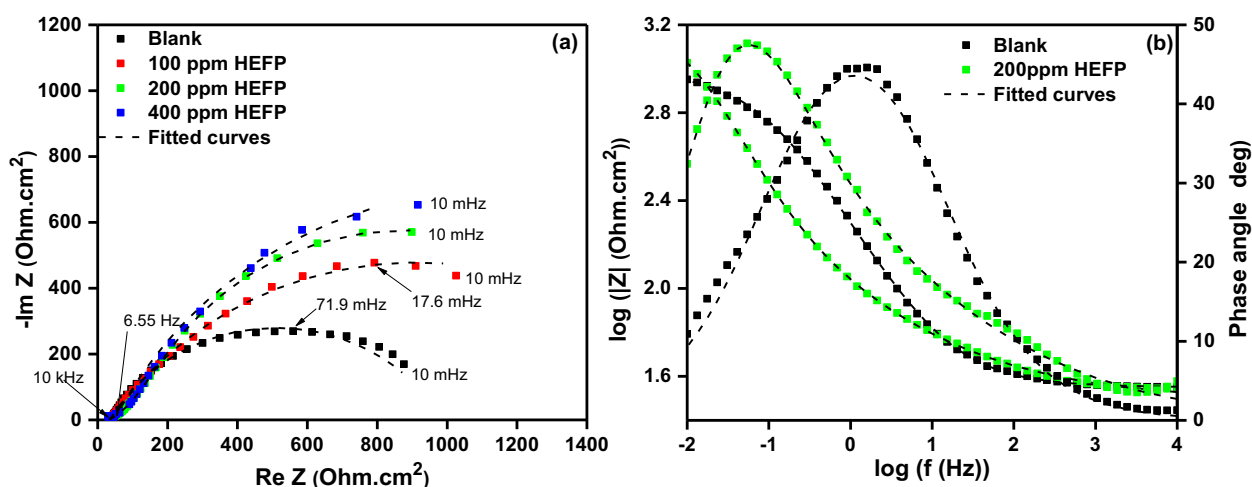 (a)
Blank
100 ppm HEFP
200 ppm HEFP
400 ppm HEFP
Fitted curves
1200
1000
800
600
400
200
0
-Im Z (Ohm.cm²)
10 mHz
10 mHz
10 mHz
17.6 mHz
71.9 mHz
6.55 Hz
10 kHz
10 mHz
0 200 400 600 800 1000 1200 1400
Re Z (Ohm.cm²)
(b)
Blank
200ppm HEFP
Fitted curves
3.2
2.8
2.4
2.0
1.6
log (|Z| (Ohm.cm²))
50
40
30
20
10
0
Phase angle deg)
-2 -1 0 1 2 3 4
log (f (Hz))